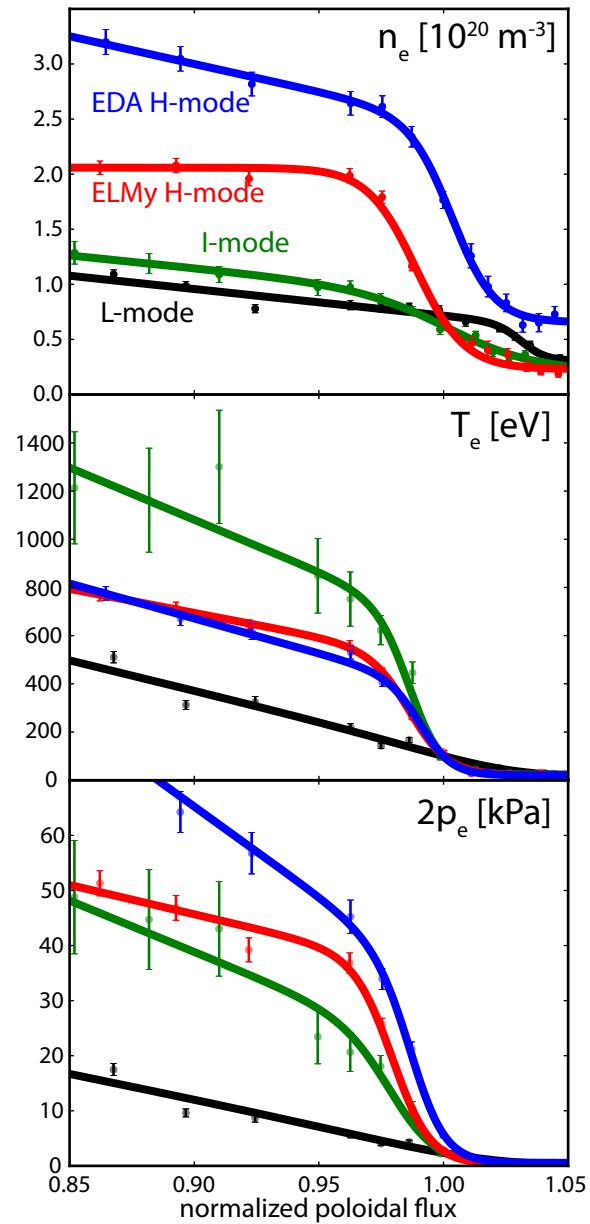 n_e [10^20 m^-3]
3.0
2.5
2.0
1.5
1.0
0.5
0.0
EDA H-mode
ELMy H-mode
I-mode
L-mode
T_e [eV]
1400
1200
1000
800
600
400
200
0
2p_e [kPa]
60
50
40
30
20
10
0
0.85 0.90 0.95 1.00 1.05
normalized poloidal flux